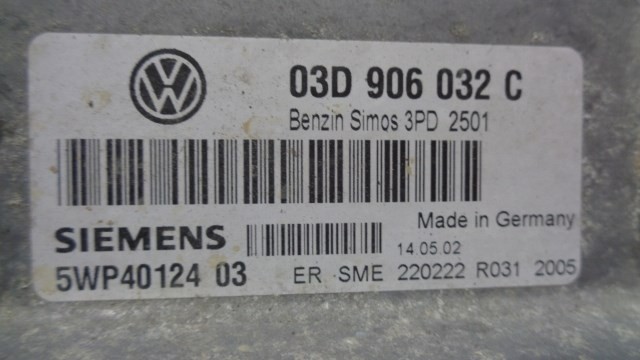 VW
03D 906 032 C
Benzin Simos 3PD 2501
SIEMENS
Made in Germany
14.05.02
5WP40124 03
ER SME 220222 R031 2005